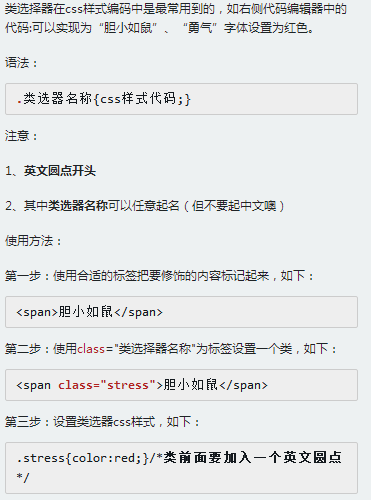 类选择器在css样式编码中是最常用到的，如右侧代码编辑器中的
代码:可以实现为“胆小如鼠”、“勇气”字体设置为红色。
语法：
.类选择器名称{css样式代码;}
注意：
1、英文圆点开头
2、其中类选择器名称可以任意起名（但不要起中文噢）
使用方法：
第一步：使用合适的标签把要修饰的内容标记起来，如下：
<span>胆小如鼠</span>
第二步：使用class="类选择器名称"为标签设置一个类，如下：
<span class="stress">胆小如鼠</span>
第三步：设置类选择器css样式，如下：
.stress{color:red;}/*类前面要加入一个英文圆点
*/